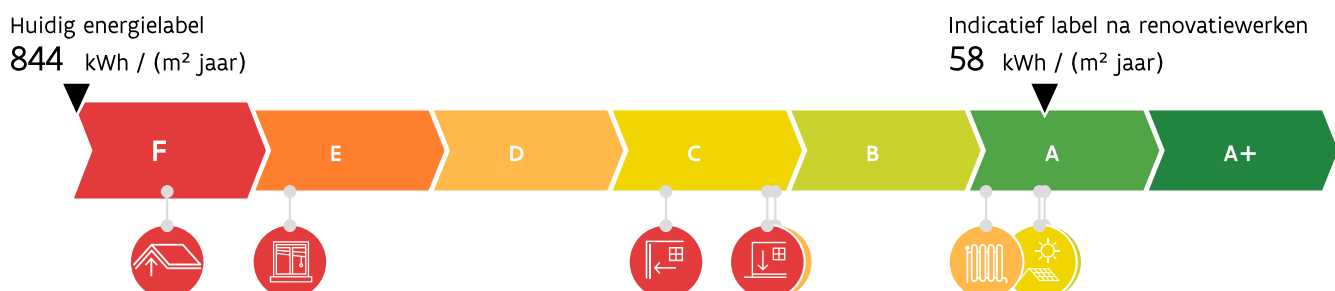 Huidig energielabel
844 kWh / (m² jaar)
Indicatief label na renovatiewerken
58 kWh / (m² jaar)
F E D C B A A+